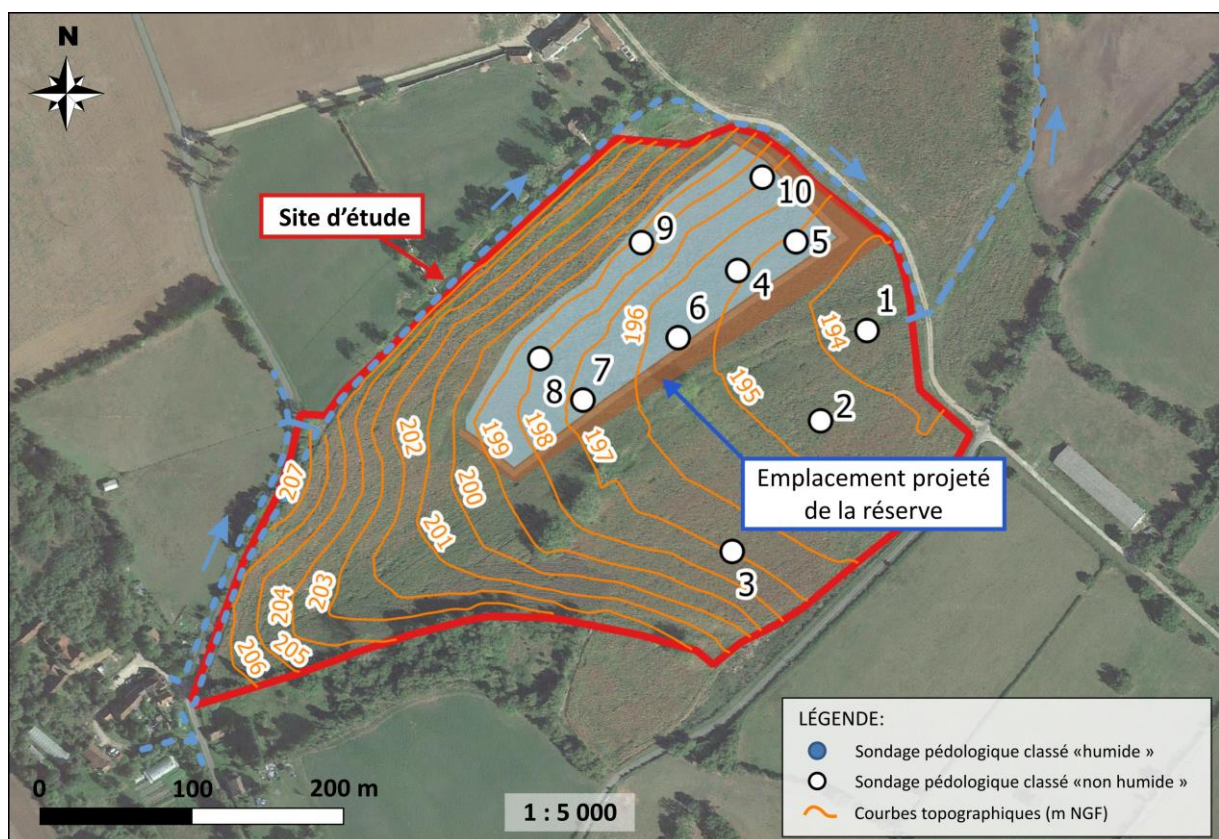 N
Site d'étude
10
9
5
4
1
6
196
194
8
7
195
2
202
199
198
197
207
200
Emplacement projeté
de la réserve
201
3
203
204
205
206
LÉGENDE:
Sondage pédologique classé «humide »
Sondage pédologique classé «non humide »
Courbes topographiques (m NGF)
0 100 200 m
1 : 5 000